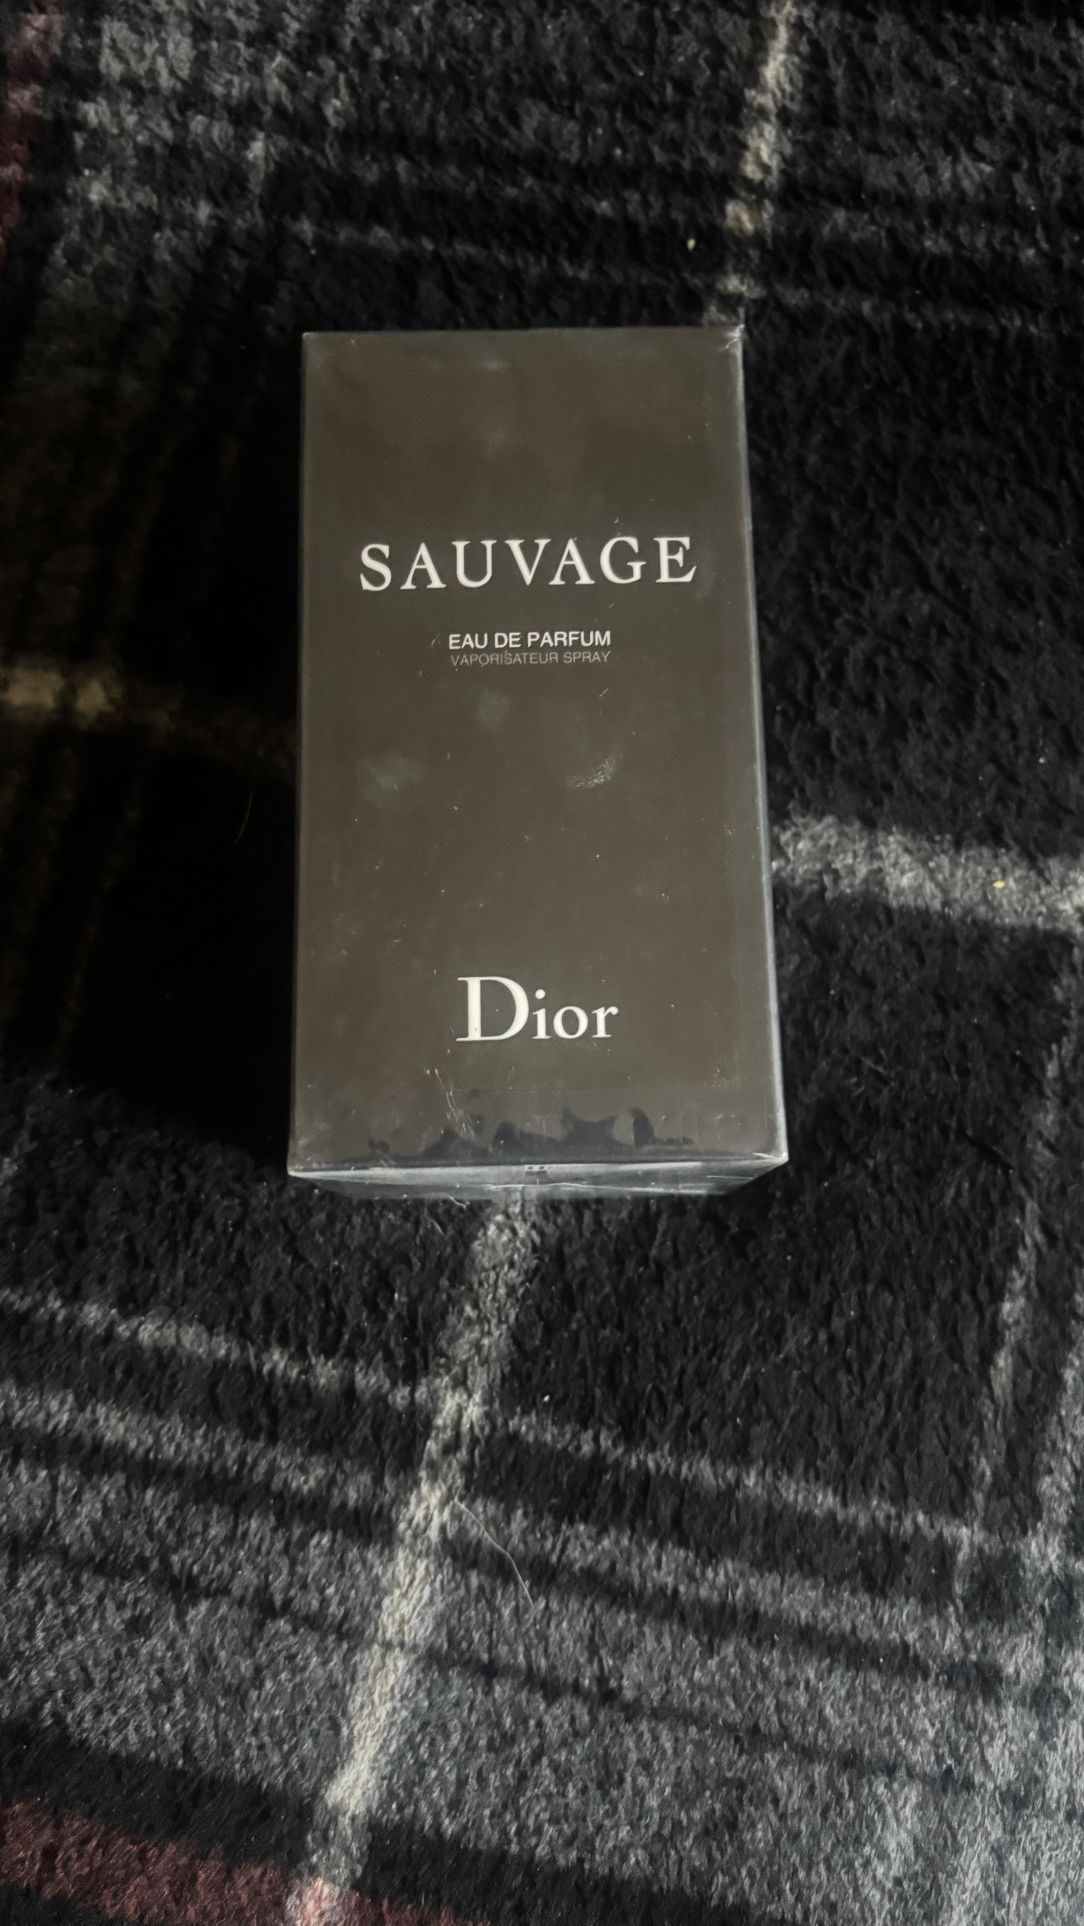 SAUVAGE
EAU DE PARFUM
VAPORISATEUR SPRAY
Dior